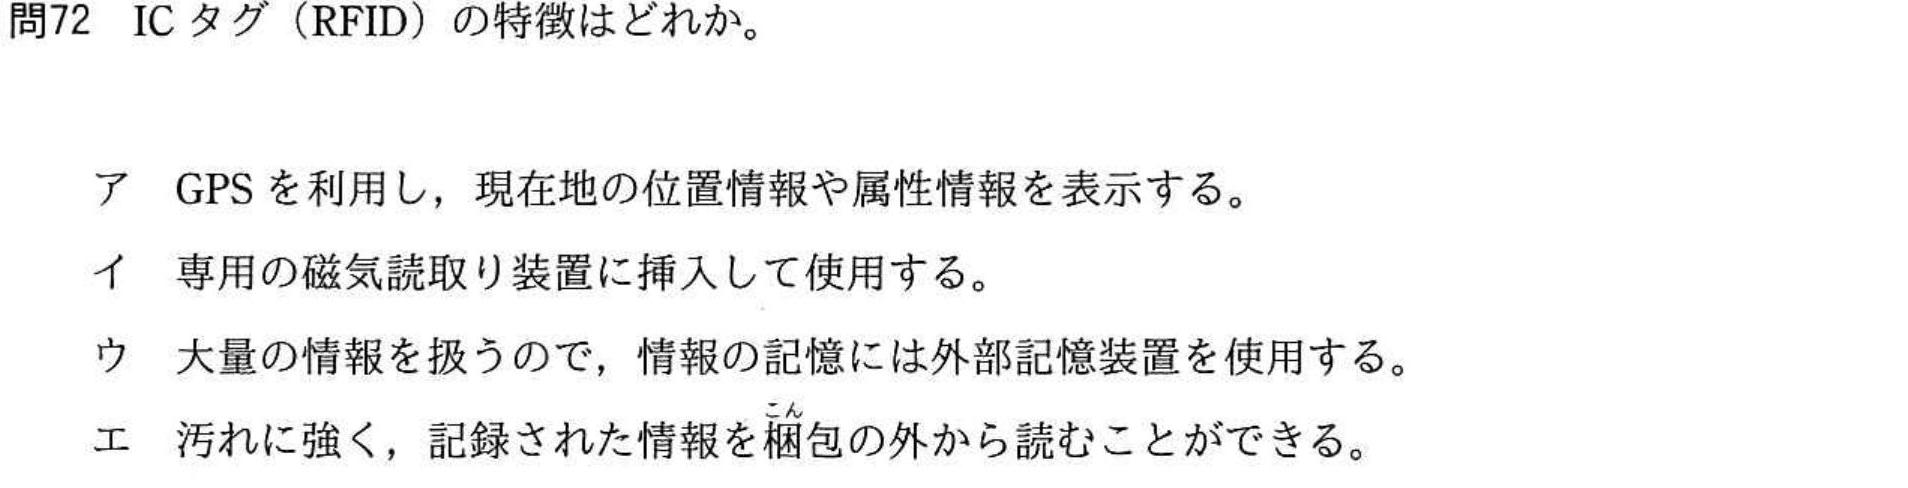 問72 ICタグ（RFID）の特徴はどれか。
ア GPSを利用し，現在地の位置情報や属性情報を表示する。
イ 専用の磁気読取り装置に挿入して使用する。
ウ 大量の情報を扱うので，情報の記憶には外部記憶装置を使用する。
こん
エ 汚れに強く，記録された情報を梱包の外から読むことができる。